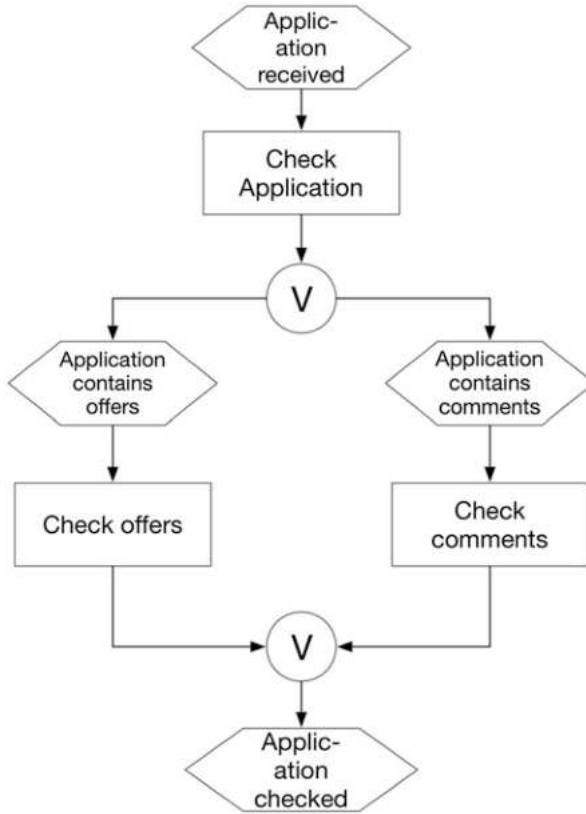 Applic-
ation
received
Check
Application
V
Application
contains
offers
Application
contains
comments
Check offers
Check
comments
V
Applic-
ation
checked